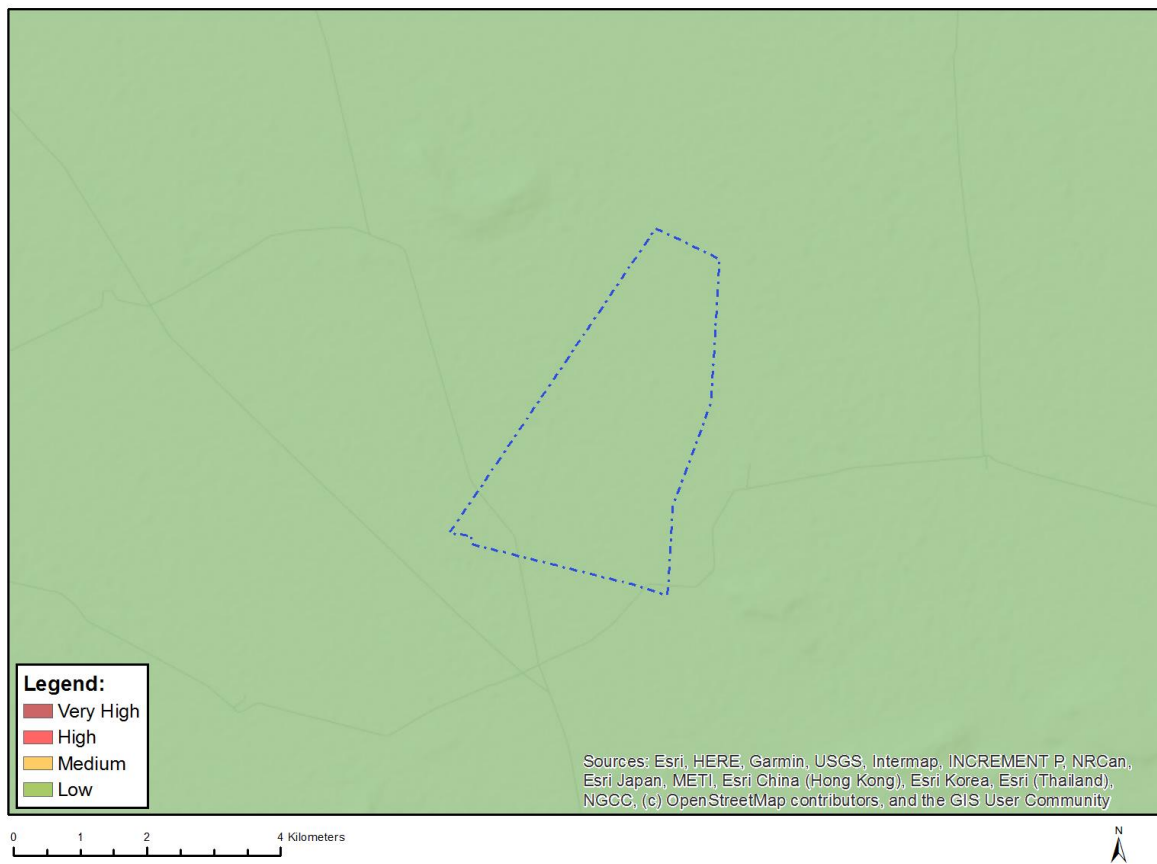 Legend:
Very High
High
Medium
Low
Sources: Esri, HERE, Garmin, USGS, Intermap, INCREMENT P, NRCan,
Esri Japan, METI, Esri China (Hong Kong), Esri Korea, Esri (Thailand),
NGCC, (c) OpenStreetMap contributors, and the GIS User Community
0 1 2 4 Kilometers
N